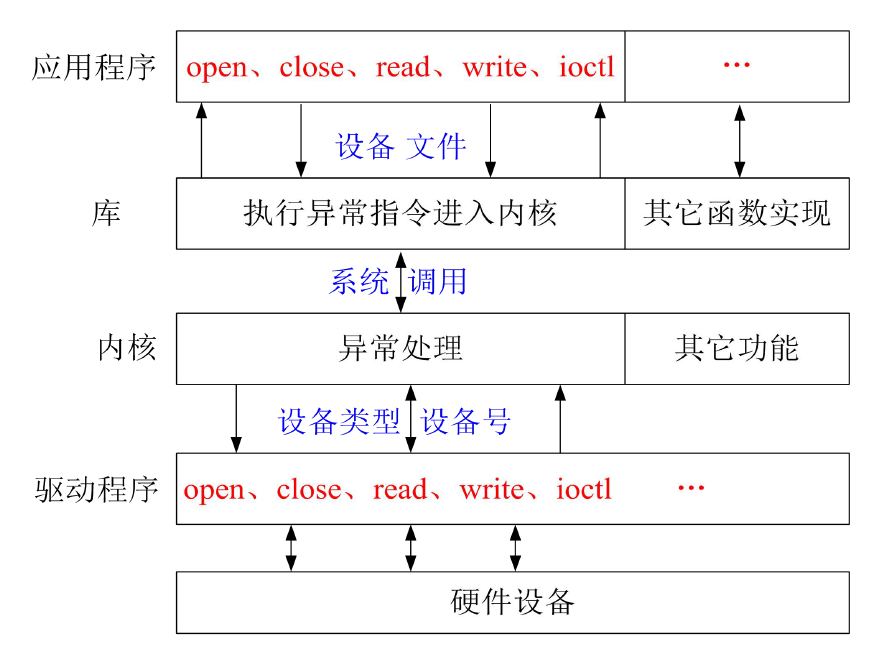 应用程序 open、close、read、write、ioctl …
设备 文件
库 执行异常指令进入内核 其它函数实现
系统 调用
内核 异常处理 其它功能
设备类型 设备号
驱动程序 open、close、read、write、ioctl …
硬件设备